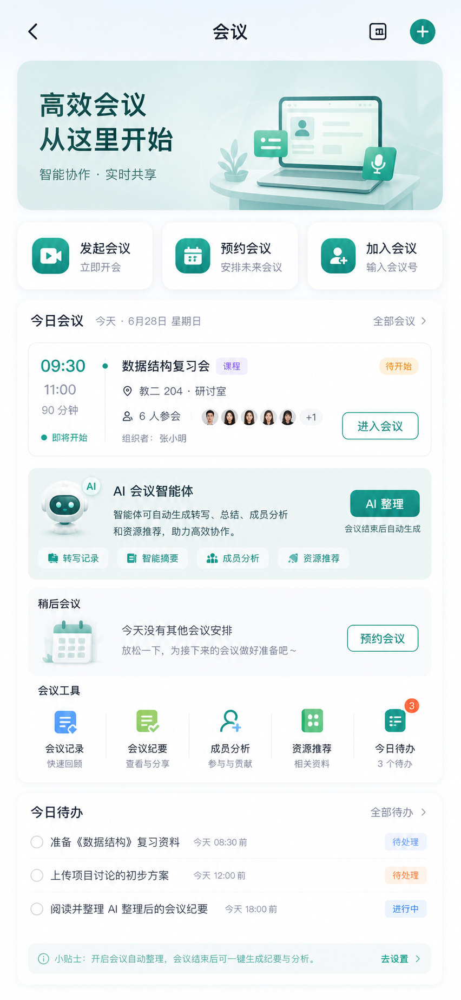 会议
高效会议
从这里开始
智能协作 · 实时共享
发起会议
立即开会
预约会议
安排未来会议
加入会议
输入会议号
今日会议 今天 · 6月28日 星期日 全部会议
09:30 数据结构复习会 课程 待开始
11:00 教二 204 · 研讨室
90 分钟 6 人参会 +1 进入会议
即将开始 组织者：张小明
AI
AI 会议智能体
智能体可自动生成转写、总结、成员分析
和资源推荐，助力高效协作。
AI 整理
会议结束后自动生成
转写记录 智能摘要 成员分析 资源推荐
稍后会议
今天没有其他会议安排
放松一下，为接下来的会议做好准备吧～
预约会议
会议工具
3
会议记录 会议纪要 成员分析 资源推荐 今日待办
快速回顾 查看与分享 参与与贡献 相关资料 3 个待办
今日待办 全部待办
准备《数据结构》复习资料 今天 08:30 前 待处理
上传项目讨论的初步方案 今天 12:00 前 待处理
阅读并整理 AI 整理后的会议纪要 今天 18:00 前 进行中
小贴士：开启会议自动整理，会议结束后可一键生成纪要与分析。 去设置